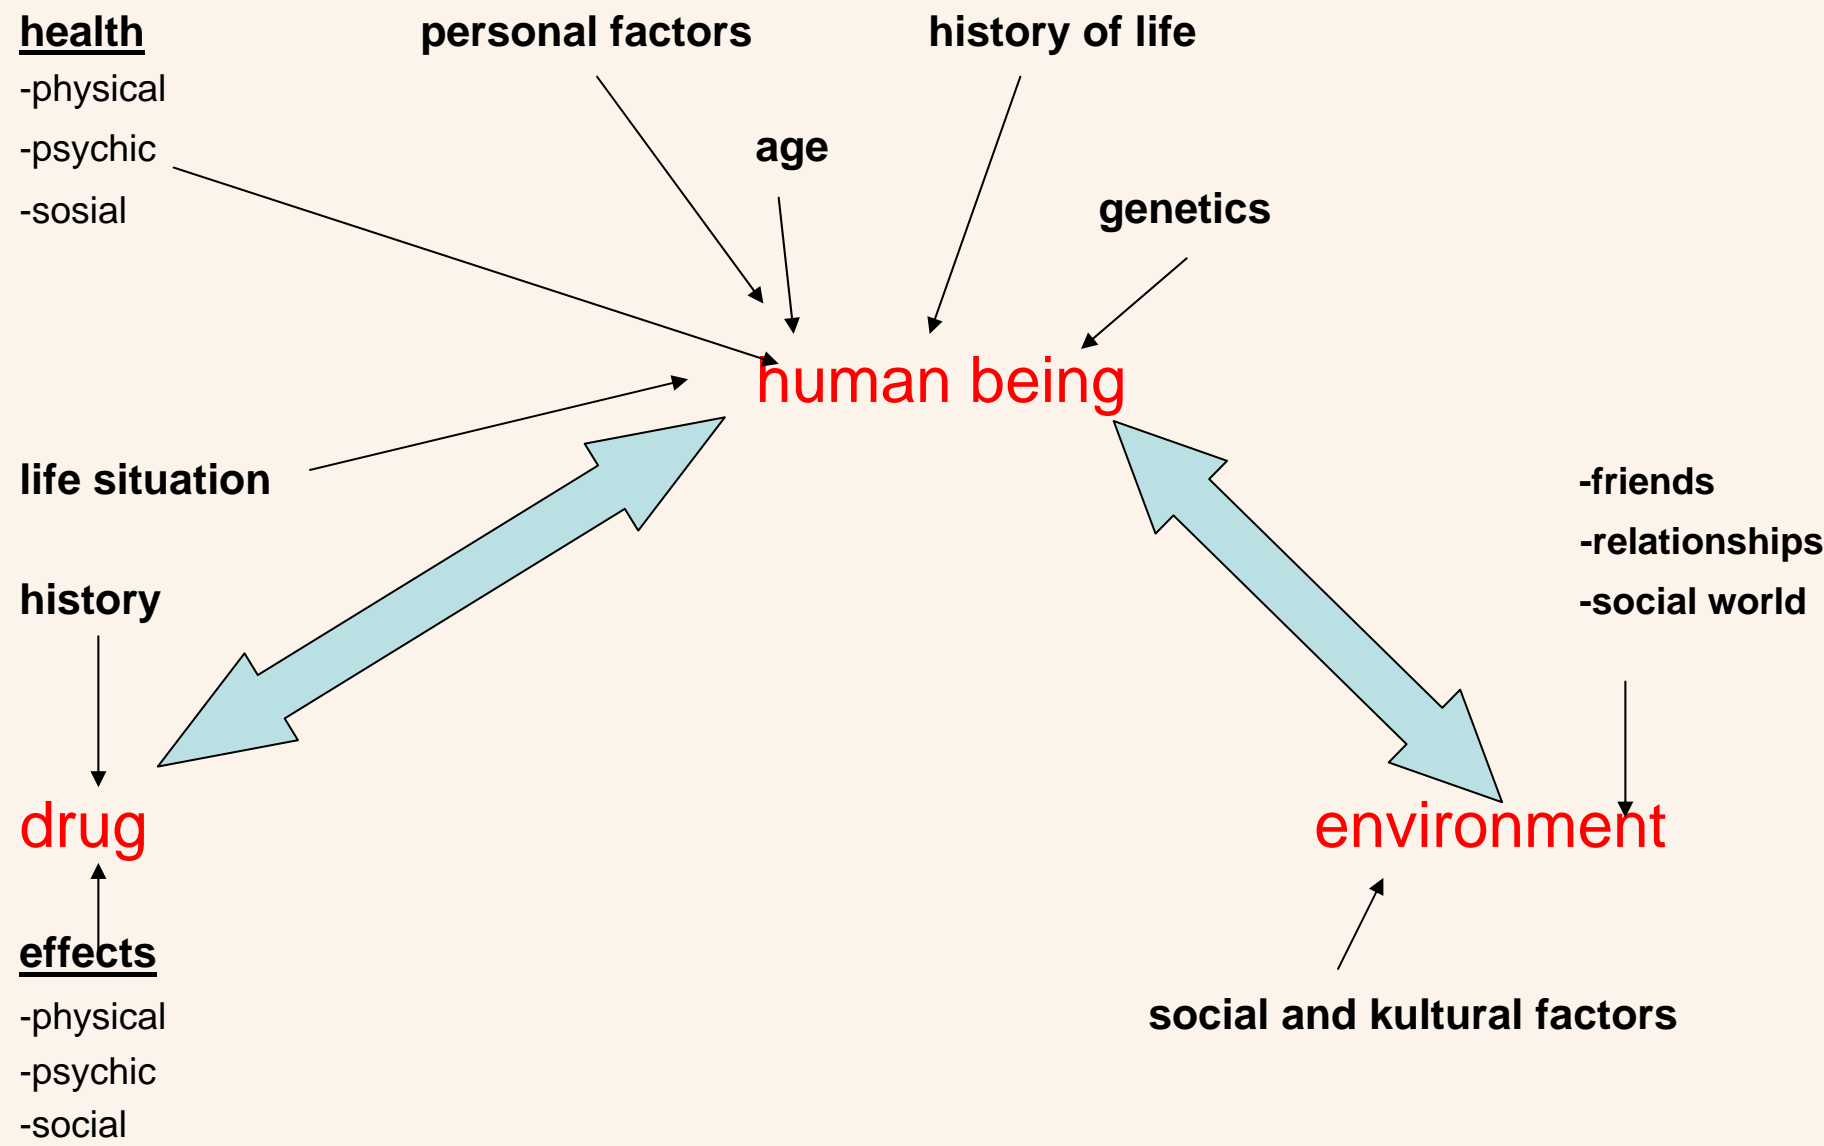 health
personal factors
history of life
-physical
-psychic
age
-sosial
genetics
human being
life situation
-friends
-relationships
history
-social world
drug
environment
effects
-physical
social and kultural factors
-psychic
-social